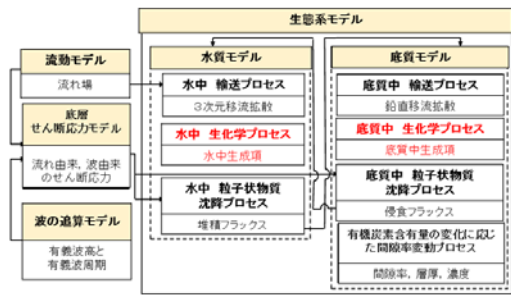 生態系モデル
流動モデル
流れ場
底層
せん断応力モデル
流れ由来, 波由来
のせん断応力
波の追算モデル
有義波高と
有義波周期
水質モデル
水中 輸送プロセス
3次元移流拡散
水中 生化学プロセス
水中生成項
水中 粒子状物質
沈降プロセス
堆積フラックス
底質モデル
底質中 輸送プロセス
鉛直移流拡散
底質中 生化学プロセス
底質中生成項
底質中 粒子状物質
沈降プロセス
侵食フラックス
有機炭素含有量の変化に応じ
た間隙率変動プロセス
間隙率, 層厚, 濃度